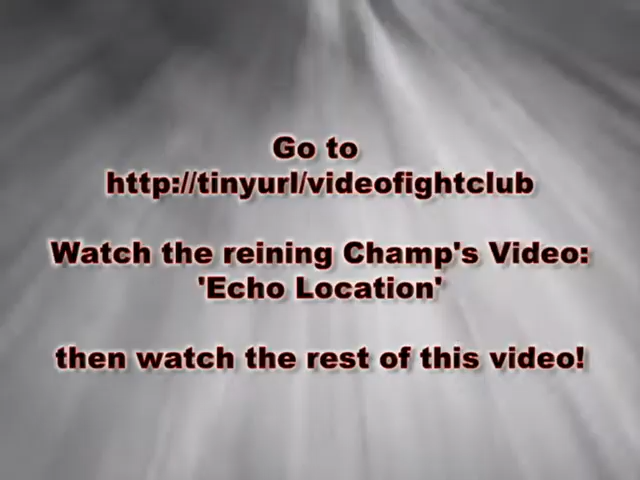 Go to
http://tinyurl/videofightclub
Watch the reining Champ's Video:
'Echo Location'
then watch the rest of this video!